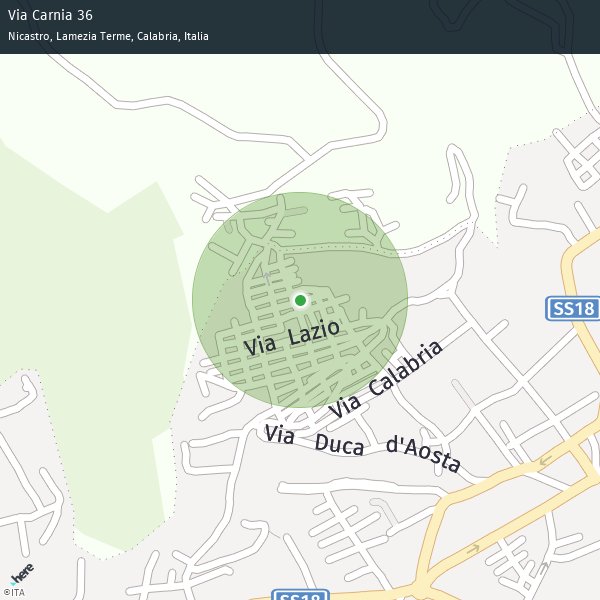 Via Carnia 36
Nicastro, Lamezia Terme, Calabria, Italia
SS18
Via Lazio
Via Calabria
Via Duca d'Aosta
here
©ITA
SS18